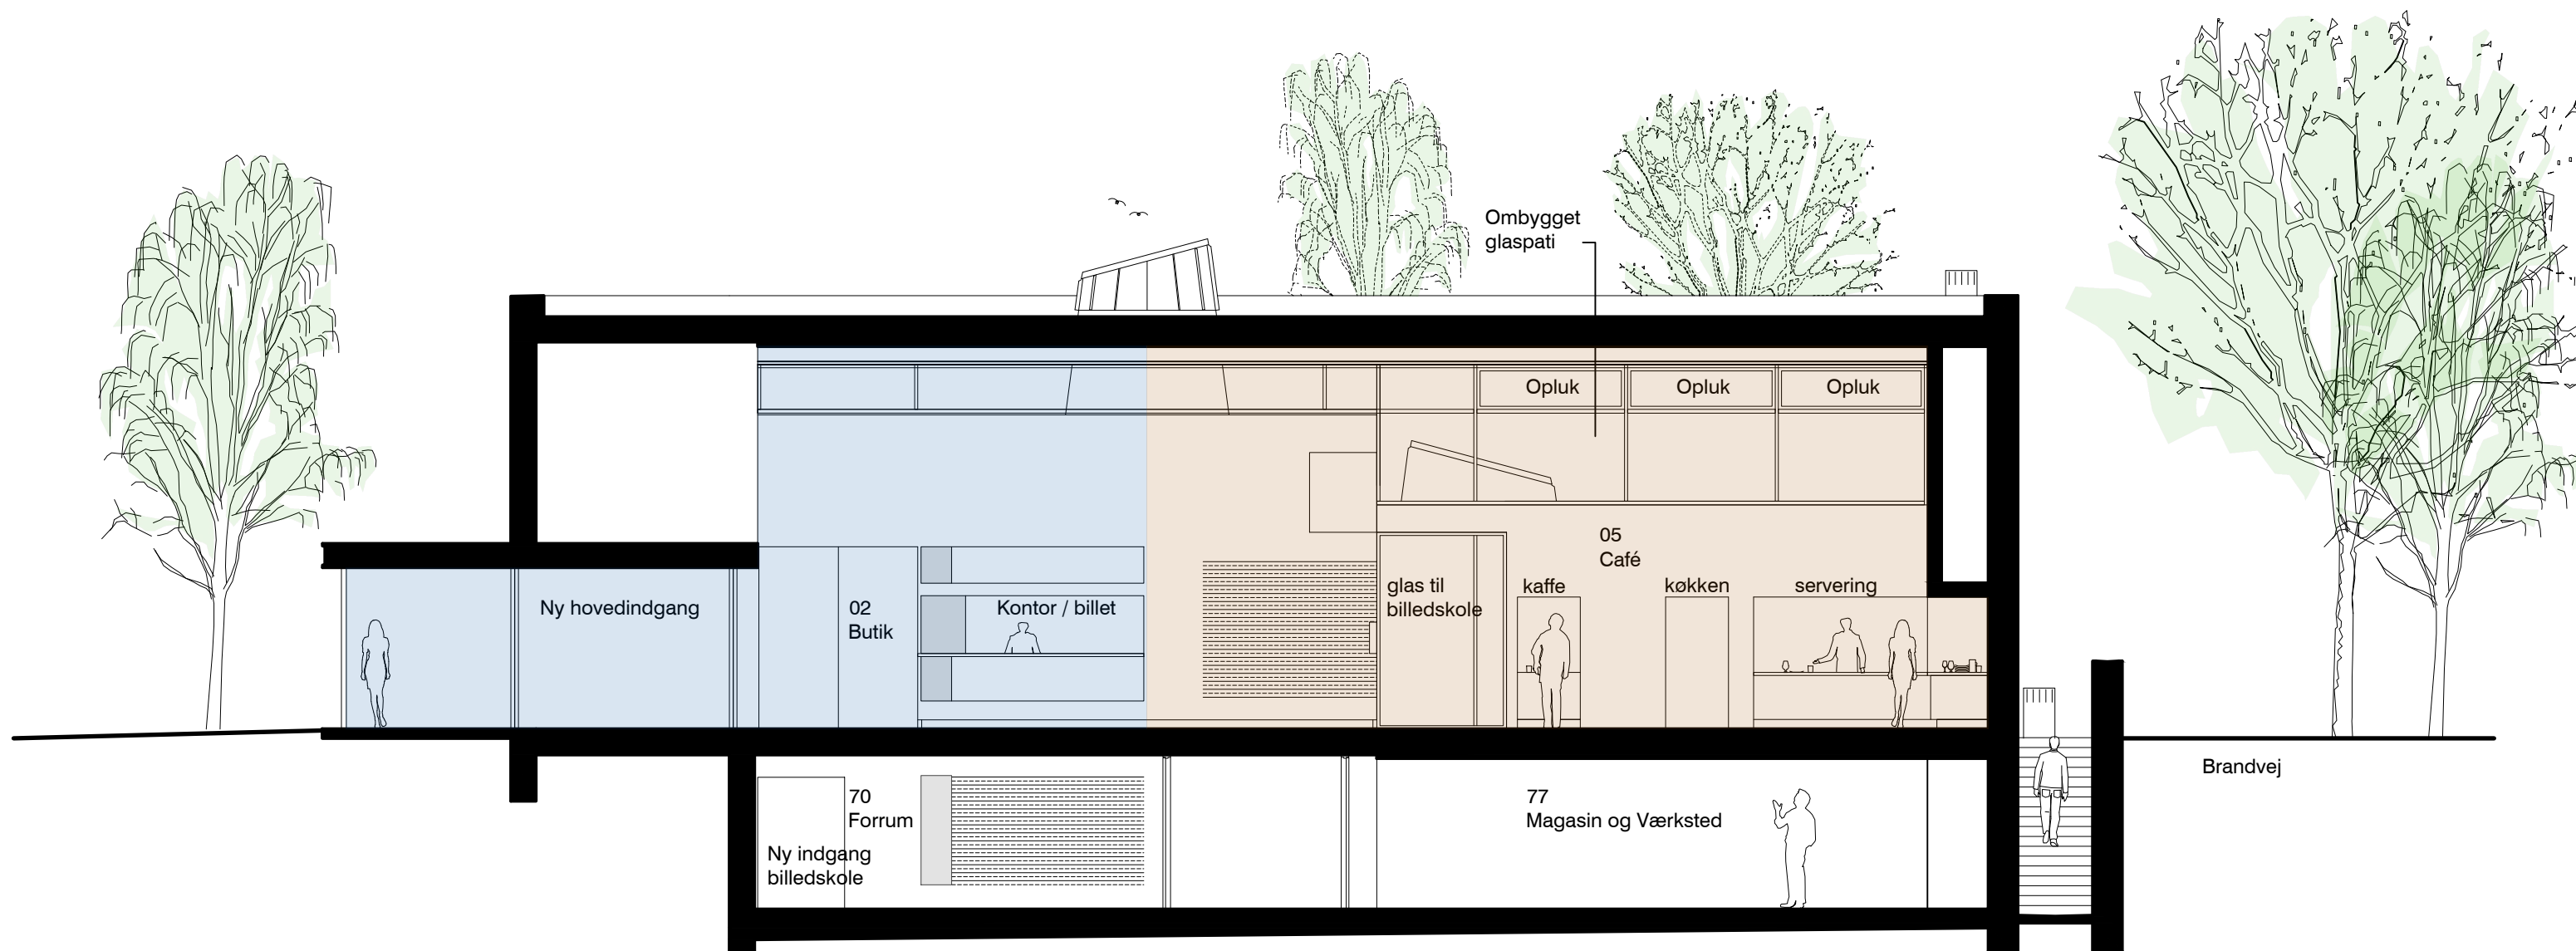 Ombygget
glaspati
Opluk
Opluk
Opluk
05
Café
glas til
billedskole
kaffe
køkken
servering
Ny hovedindgang
02
Butik
Kontor / billet
Brandvej
70
Forrum
Ny indgang
billedskole
77
Magasin og Værksted